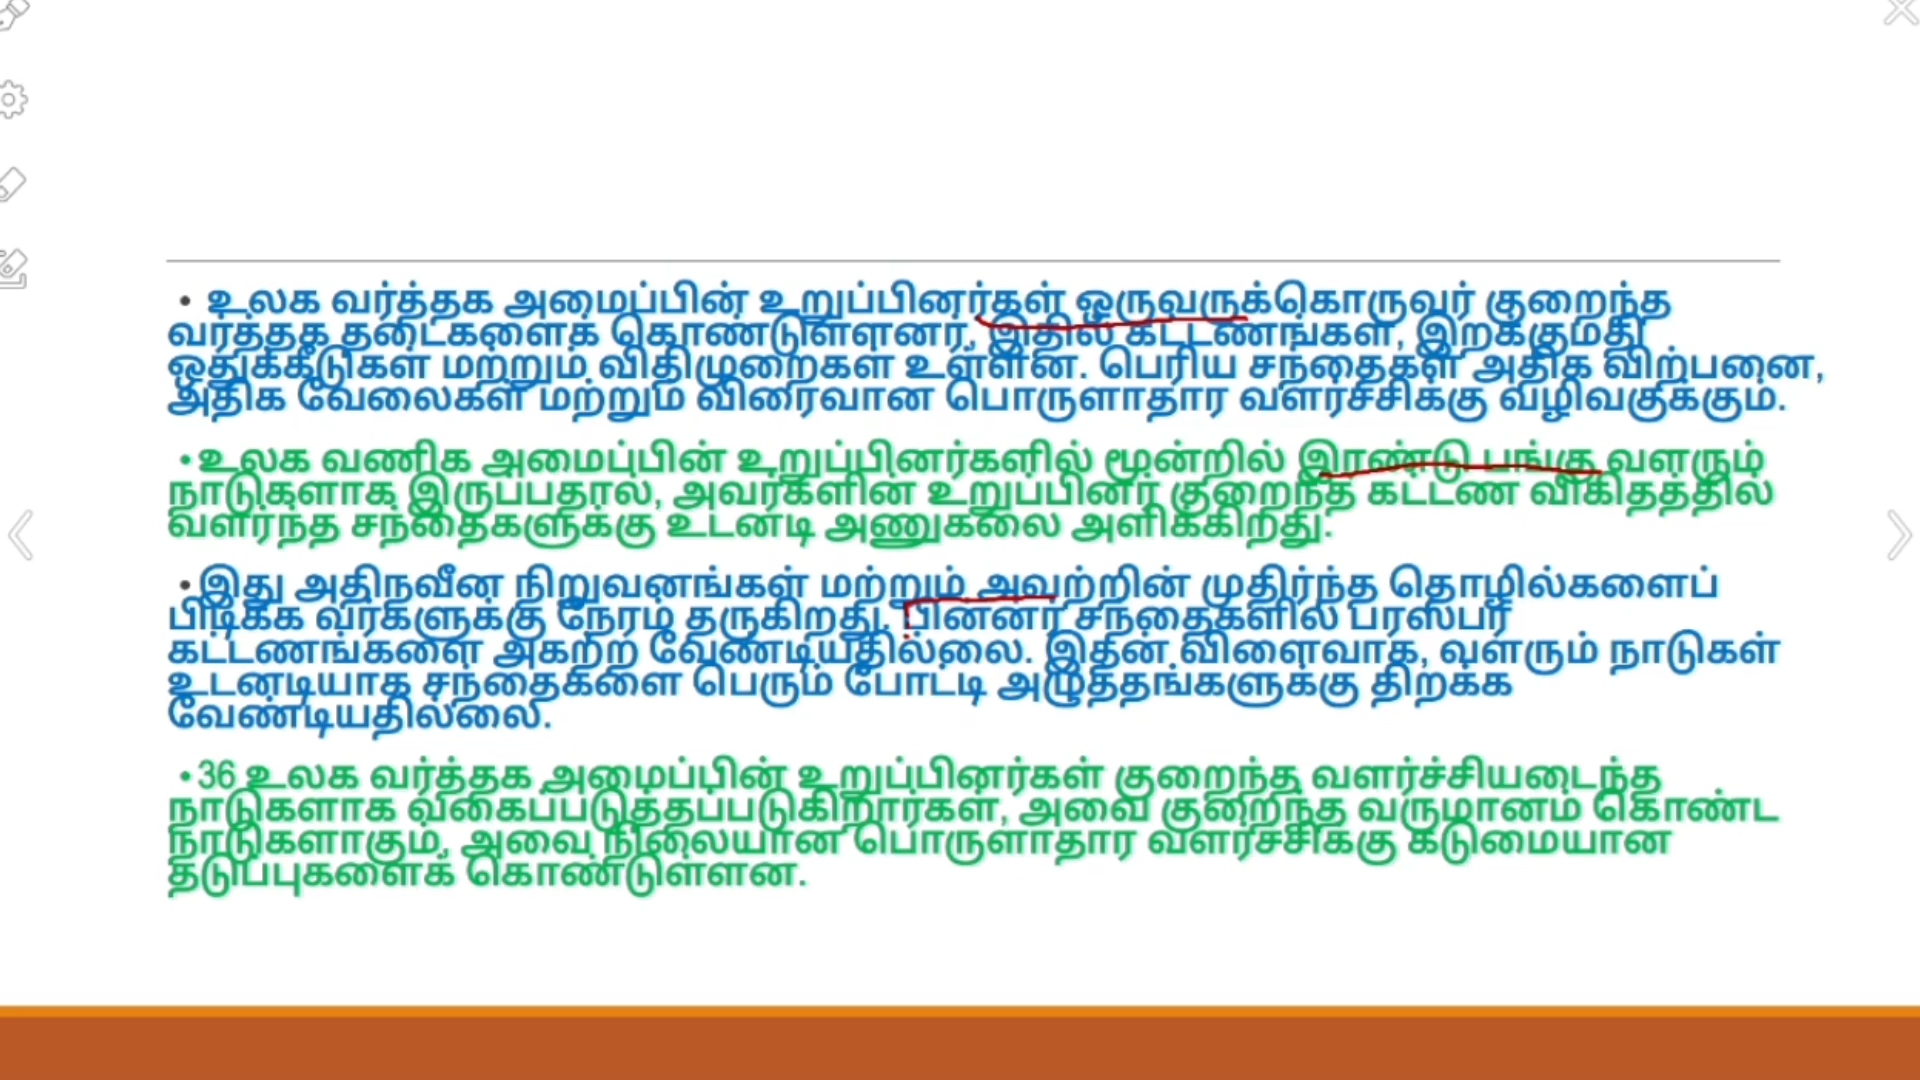 • உலக வர்த்தக அமைப்பின் உறுப்பினர்கள் ஒருவருக்கொருவர் குறைந்த
வர்த்தக தடைகளைக் கொண்டுள்ளனர். இதில் கட்டணங்கள், இறக்குமதி
ஒதுக்கீடுகள் மற்றும் விதிமுறைகள் உள்ளன. பெரிய சந்தைகள் அதிக விற்பனை,
அதிக வேலைகள் மற்றும் விரைவான பொருளாதார வளர்ச்சிக்கு வழிவகுக்கும்.
• உலக வணிக அமைப்பின் உறுப்பினர்களில் மூன்றில் இரண்டு பங்கு வளரும்
நாடுகளாக இருப்பதால், அவர்களின் உறுப்பினர் குறைந்த கட்டண விகிதத்தில்
வளர்ந்த சந்தைகளுக்கு உடனடி அணுகலை அளிக்கிறது.
• இது அதிநவீன நிறுவனங்கள் மற்றும் அவற்றின் முதிர்ந்த தொழில்களைப்
பிடிக்க வர்களுக்கு நேரம் தருகிறது. பின்னர் சந்தைகளில் பரஸ்பர
கட்டணங்களை அகற்ற வேண்டியதில்லை. இதன் விளைவாக, வளரும் நாடுகள்
உடனடியாக சந்தைகளை பெரும் போட்டி அழுத்தங்களுக்கு திறக்க
வேண்டியதில்லை.
• 36 உலக வர்த்தக அமைப்பின் உறுப்பினர்கள் குறைந்த வளர்ச்சியடைந்த
நாடுகளாக வகைப்படுத்தப்படுகிறார்கள், அவை குறைந்த வருமானம் கொண்ட
நாடுகளாகும், அவை நிலையான பொருளாதார வளர்ச்சிக்கு கடுமையான
தடுப்புகளைக் கொண்டுள்ளன.